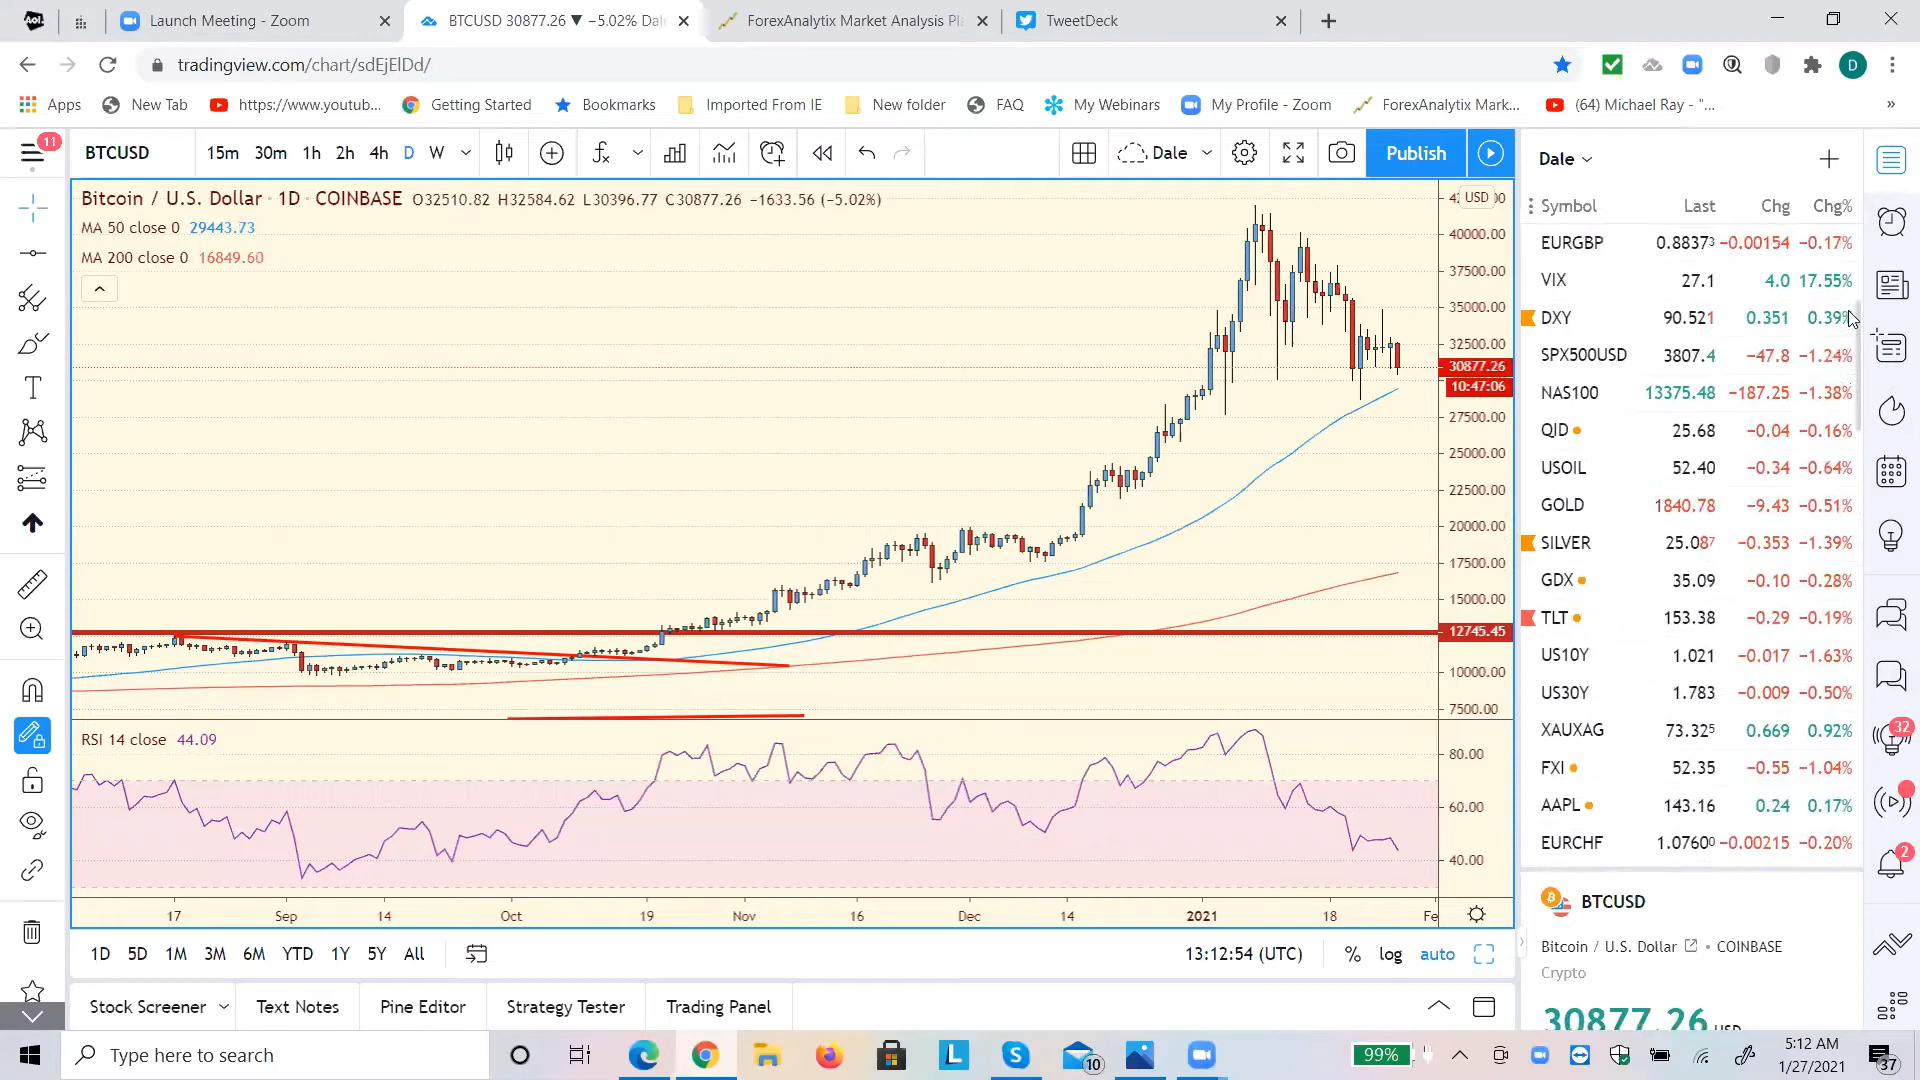 Launch Meeting - Zoom
BTCUSD 30877.26 ▼ −5.02% Dal
ForexAnalytix Market Analysis Pl
TweetDeck
tradingview.com/chart/sdEjElDd/
D
Apps
New Tab
https://www.youtub...
Getting Started
Bookmarks
Imported From IE
New folder
FAQ
My Webinars
My Profile - Zoom
ForexAnalytix Mark...
(64) Michael Ray - "...
»
11
BTCUSD
15m 30m 1h 2h 4h D W
Dale
Publish
Bitcoin / U.S. Dollar · 1D · COINBASE O32510.82 H32584.62 L30396.77 C30877.26 −1633.56 (−5.02%)
MA 50 close 0 29443.73
MA 200 close 0 16849.60
USD
40000.00
37500.00
35000.00
32500.00
30877.26
10:47:06
27500.00
25000.00
22500.00
20000.00
17500.00
15000.00
12745.45
10000.00
7500.00
RSI 14 close 44.09
80.00
60.00
40.00
17 Sep 14 Oct 19 Nov 16 Dec 14 2021 18 Fe
1D 5D 1M 3M 6M YTD 1Y 5Y All
13:12:54 (UTC) % log auto
Stock Screener Text Notes Pine Editor Strategy Tester Trading Panel
Dale
Symbol Last Chg Chg%
EURGBP 0.88373 −0.00154 −0.17%
VIX 27.1 4.0 17.55%
DXY 90.521 0.351 0.39%
SPX500USD 3807.4 −47.8 −1.24%
NAS100 13375.48 −187.25 −1.38%
QID 25.68 −0.04 −0.16%
USOIL 52.40 −0.34 −0.64%
GOLD 1840.78 −9.43 −0.51%
SILVER 25.087 −0.353 −1.39%
GDX 35.09 −0.10 −0.28%
TLT 153.38 −0.29 −0.19%
US10Y 1.021 −0.017 −1.63%
US30Y 1.783 −0.009 −0.50%
XAUXAG 73.325 0.669 0.92%
FXI 52.35 −0.55 −1.04%
AAPL 143.16 0.24 0.17%
EURCHF 1.07600 −0.00215 −0.20%
BTCUSD
Bitcoin / U.S. Dollar • COINBASE
Crypto
30877.26 USD
32
2
Type here to search
L
10
99%
5:12 AM
1/27/2021
37